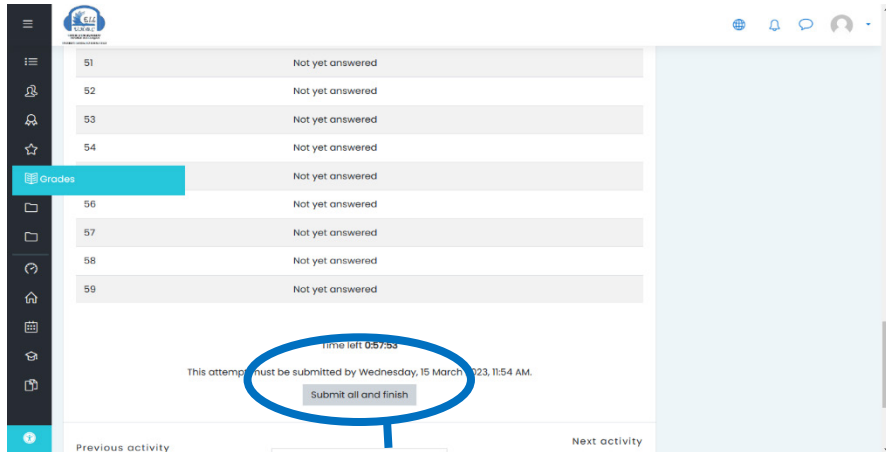 51 Not yet answered
52 Not yet answered
53 Not yet answered
54 Not yet answered
Grades Not yet answered
56 Not yet answered
57 Not yet answered
58 Not yet answered
59 Not yet answered
Time left 0:57:53
This attempt must be submitted by Wednesday, 15 March 2023, 11:54 AM.
Submit all and finish
Next activity
Previous activity